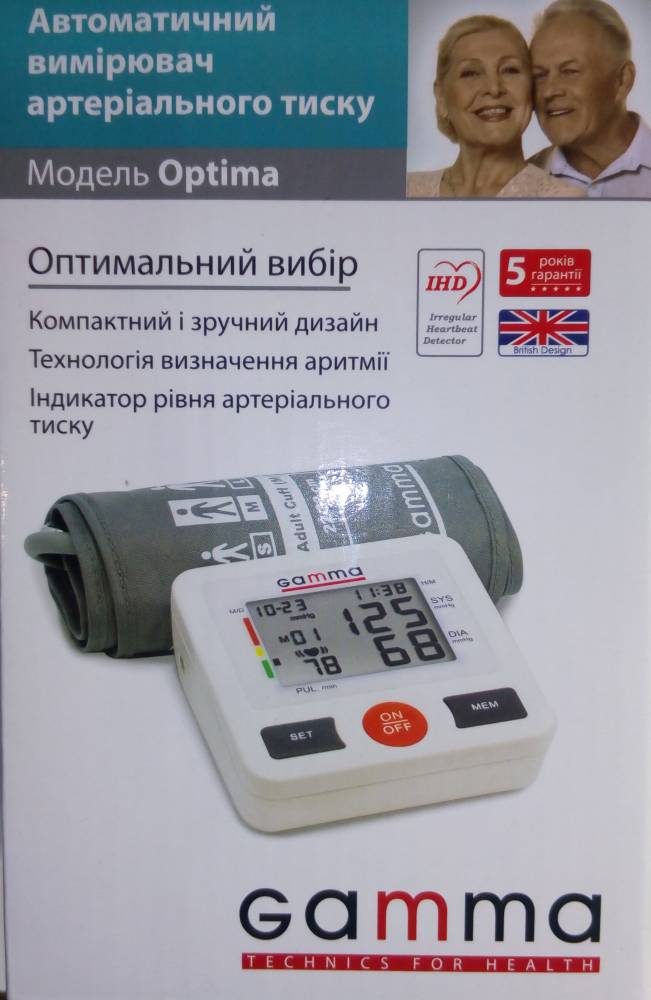 Автоматичний
вимірювач
артеріального тиску
Модель Optima
Оптимальний вибір
Компактний і зручний дизайн
Технологія визначення аритмії
Індикатор рівня артеріального
тиску
IHD
Irregular
Heartbeat
Detector
5 років
гарантії
British Design
L
M
S
Adult Cuff
Gamma
Gamma
M/D
10-23
11:38
H/M
mmHg
125
SYS
mmHg
M01
68
DIA
mmHg
78
PUL. /min
SET
ON
OFF
MEM
Gamma
TECHNICS FOR HEALTH